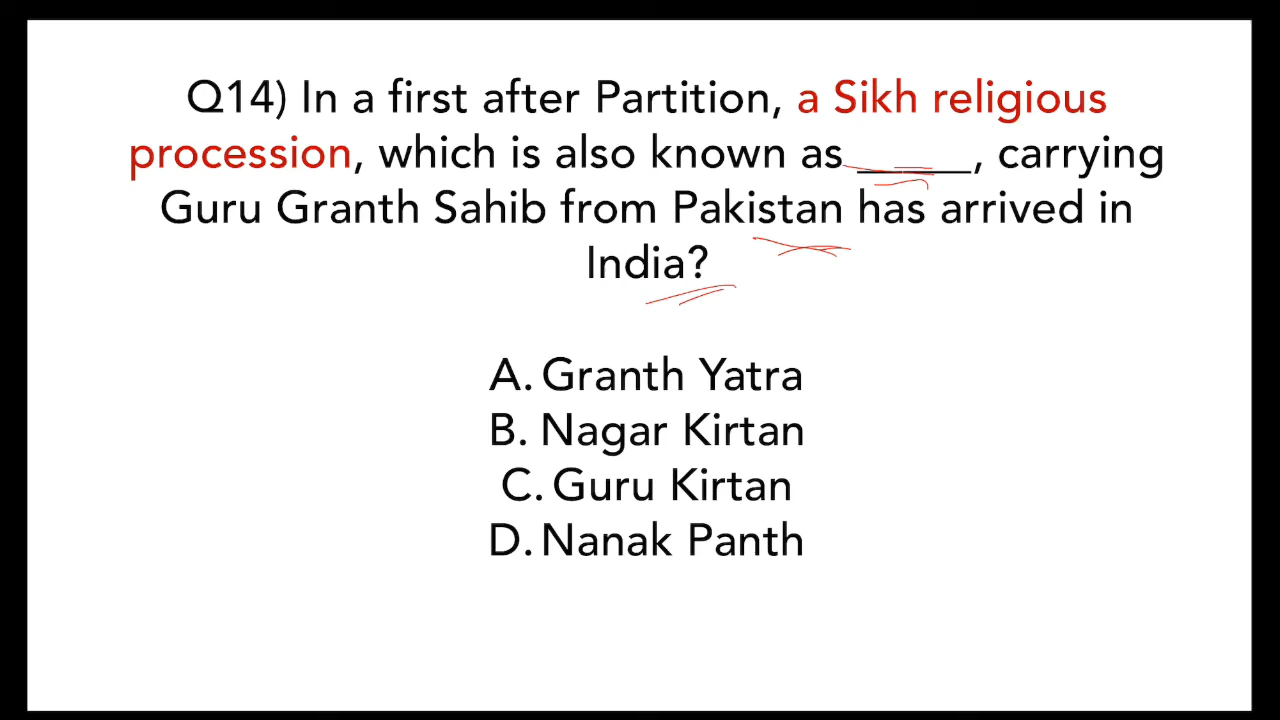 Q14) In a first after Partition, a Sikh religious
procession, which is also known as _____, carrying
Guru Granth Sahib from Pakistan has arrived in
India?
A. Granth Yatra
B. Nagar Kirtan
C. Guru Kirtan
D. Nanak Panth